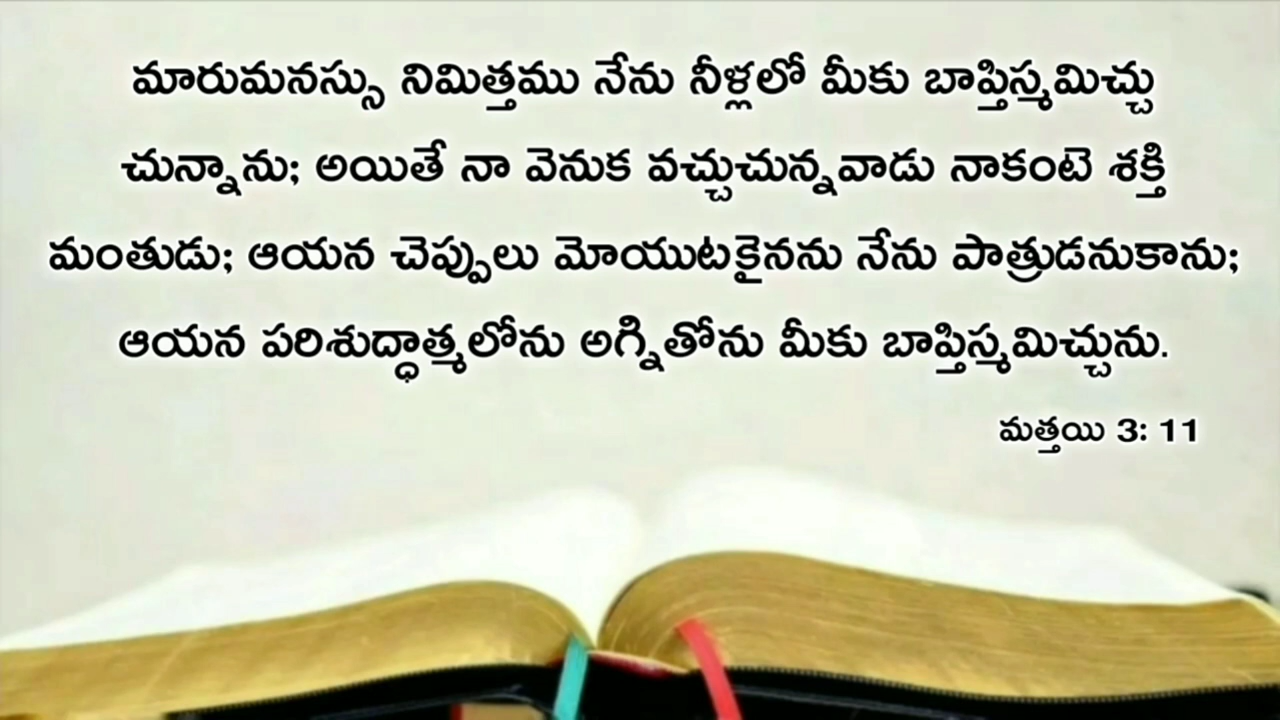 మారుమనస్సు నిమిత్తము నేను నీళ్లలో మీకు బాప్తిస్మమిచ్చు
చున్నాను; అయితే నా వెనుక వచ్చుచున్నవాడు నాకంటె శక్తి
మంతుడు; ఆయన చెప్పులు మోయుటకైనను నేను పాత్రుడనుకాను;
ఆయన పరిశుద్ధాత్మలోను అగ్నితోను మీకు బాప్తిస్మమిచ్చును.
మత్తయి 3: 11